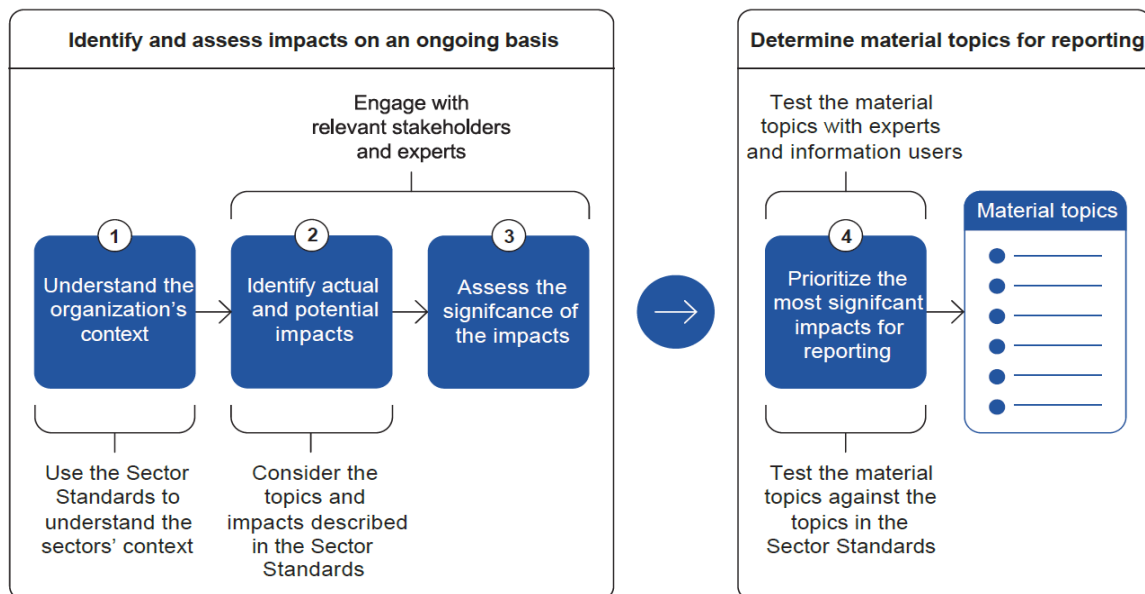 Identify and assess impacts on an ongoing basis
Engage with
relevant stakeholders
and experts
1
Understand the
organization's
context
2
Identify actual
and potential
impacts
3
Assess the
signifcance of
the impacts
Use the Sector
Standards to
understand the
sectors' context
Consider the
topics and
impacts described
in the Sector
Standards
Determine material topics for reporting
Test the material
topics with experts
and information users
4
Prioritize the
most signifcant
impacts for
reporting
Material topics
Test the material
topics against the
topics in the
Sector Standards